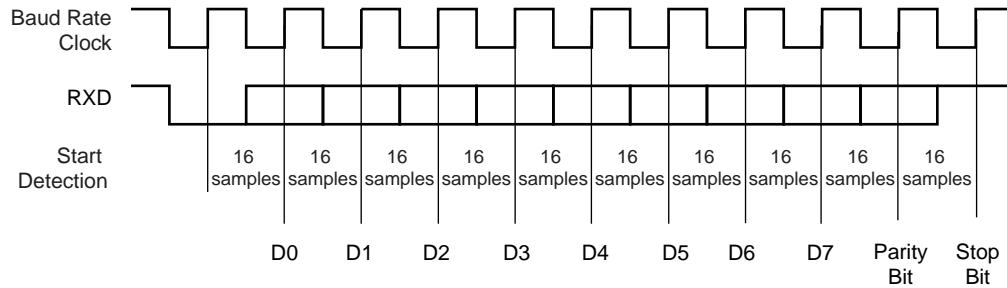 Baud Rate
Clock
RXD
Start
Detection
16 16 16 16 16 16 16 16 16 16
samples samples samples samples samples samples samples samples samples samples
D0 D1 D2 D3 D4 D5 D6 D7 Parity Stop
Bit Bit